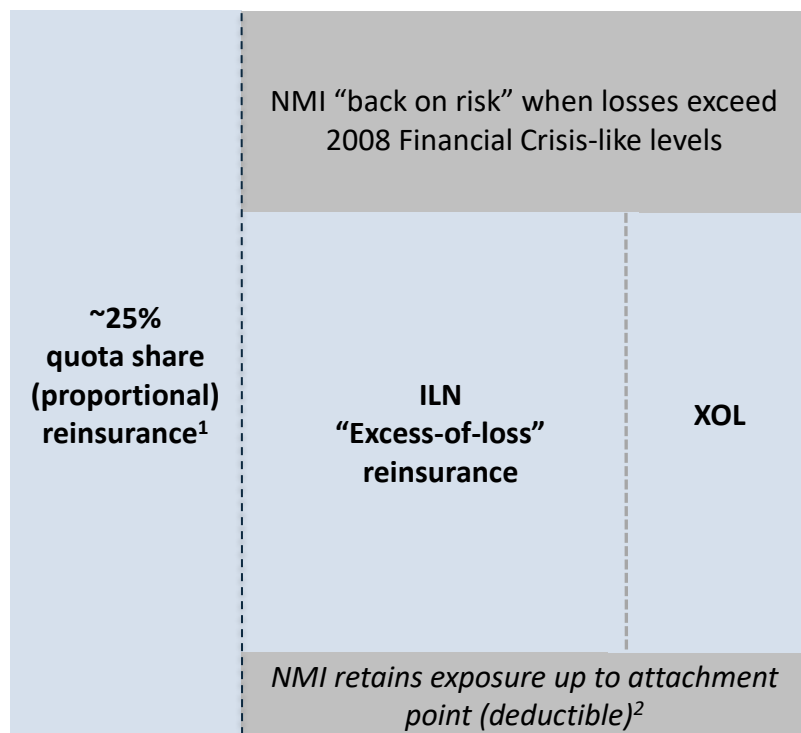 NMI “back on risk” when losses exceed
2008 Financial Crisis-like levels
~25%
quota share
(proportional)
reinsurance1
ILN
“Excess-of-loss”
reinsurance
XOL
NMI retains exposure up to attachment
point (deductible)2